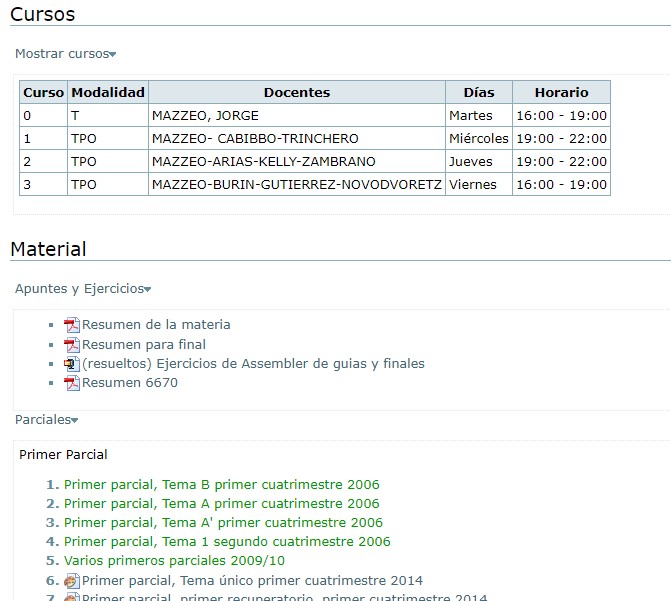 Cursos
Mostrar cursos
Curso Modalidad Docentes Días Horario
0 T MAZZEO, JORGE Martes 16:00 - 19:00
1 TPO MAZZEO- CABIBBO-TRINCHERO Miércoles 19:00 - 22:00
2 TPO MAZZEO-ARIAS-KELLY-ZAMBRANO Jueves 19:00 - 22:00
3 TPO MAZZEO-BURIN-GUTIERREZ-NOVODVORETZ Viernes 16:00 - 19:00
Material
Apuntes y Ejercicios
Resumen de la materia
Resumen para final
(resueltos) Ejercicios de Assembler de guias y finales
Resumen 6670
Parciales
Primer Parcial
1. Primer parcial, Tema B primer cuatrimestre 2006
2. Primer parcial, Tema A primer cuatrimestre 2006
3. Primer parcial, Tema A' primer cuatrimestre 2006
4. Primer parcial, Tema 1 segundo cuatrimestre 2006
5. Varios primeros parciales 2009/10
6. Primer parcial, Tema único primer cuatrimestre 2014
7. Primer parcial, primer recuperatorio, primer cuatrimestre 2014